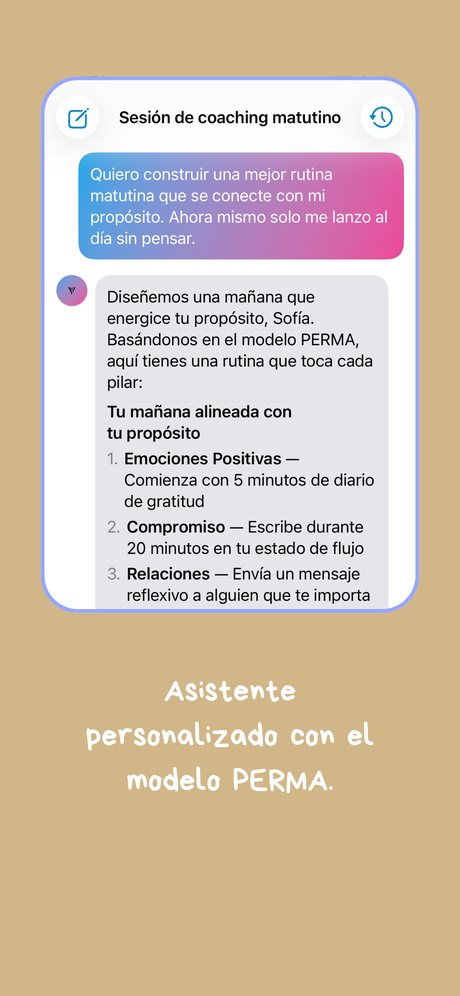 Sesión de coaching matutino
Quiero construir una mejor rutina
matutina que se conecte con mi
propósito. Ahora mismo solo me lanzo al
día sin pensar.
Diseñemos una mañana que
energice tu propósito, Sofía.
Basándonos en el modelo PERMA,
aquí tienes una rutina que toca cada
pilar:
Tu mañana alineada con
tu propósito
1. Emociones Positivas —
Comienza con 5 minutos de diario
de gratitud
2. Compromiso — Escribe durante
20 minutos en tu estado de flujo
3. Relaciones — Envía un mensaje
reflexivo a alguien que te importa
Asistente
personalizado con el
modelo PERMA.